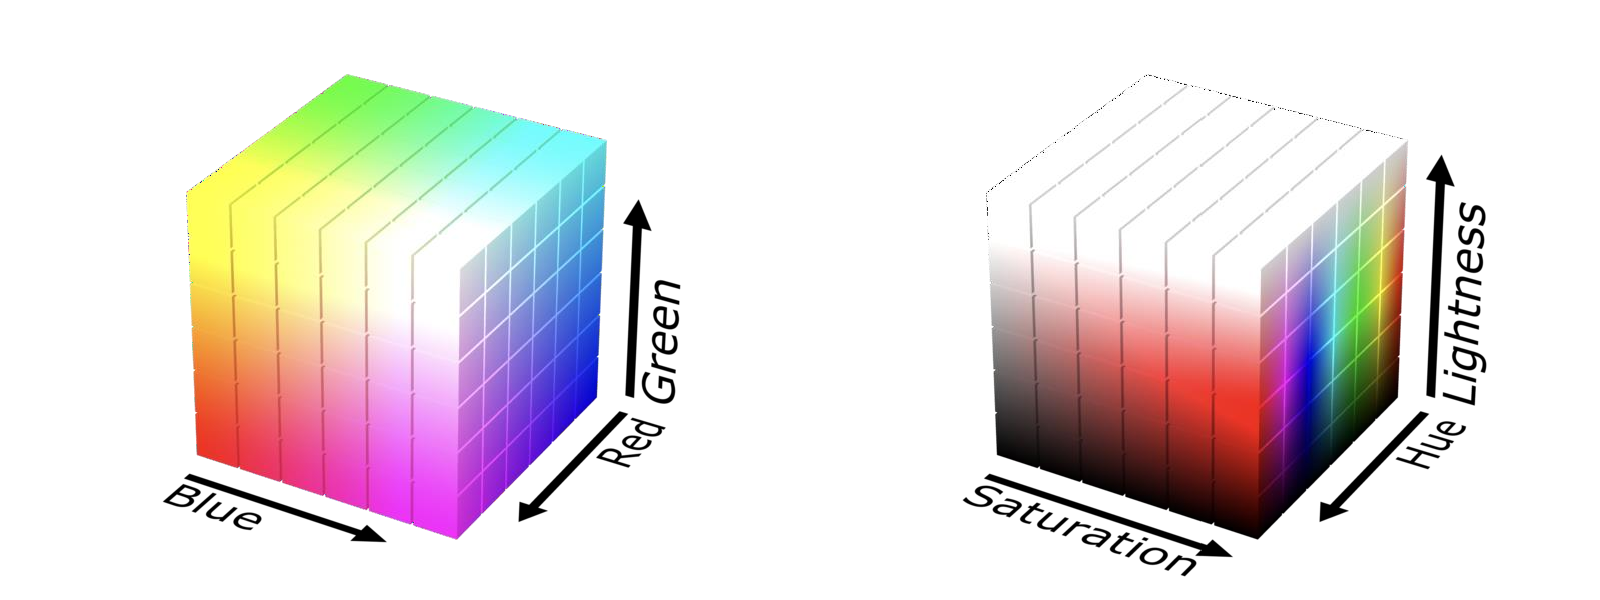 Green
Red
Blue
Lightness
Hue
Saturation